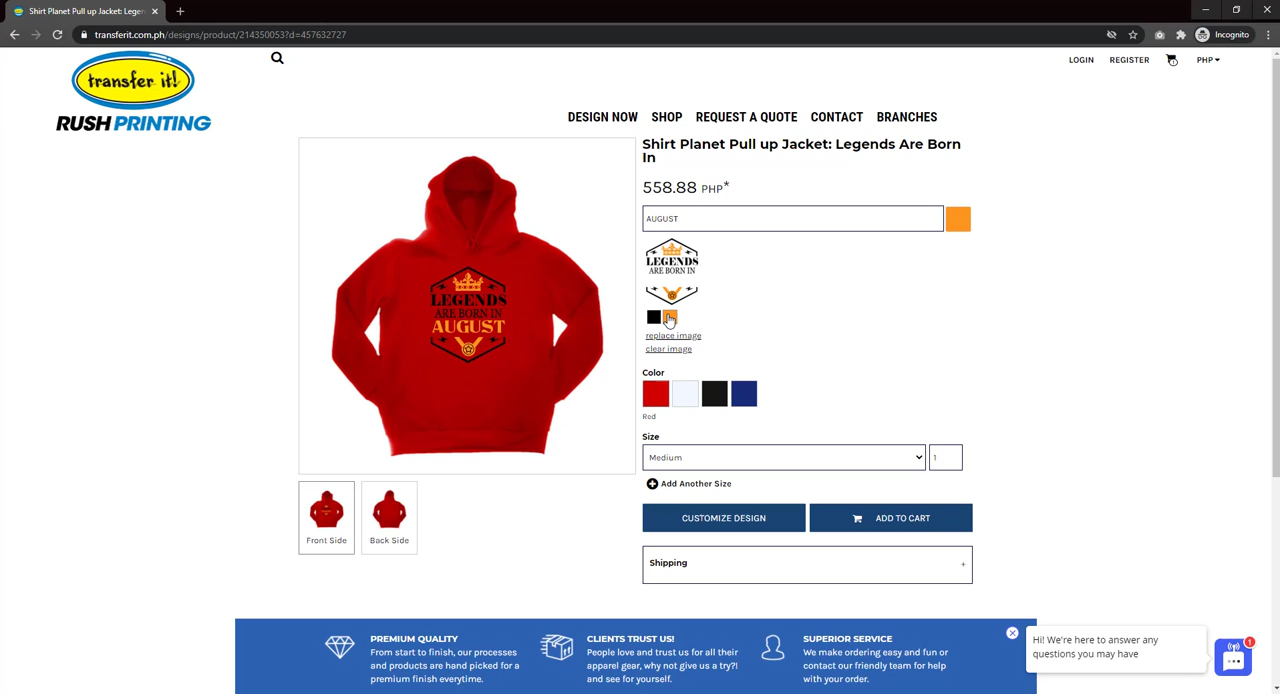 Shirt Planet Pull up Jacket: Legen
transferit.com.ph/designs/product/214350053?d=457632727
Incognito
transfer it!
RUSH PRINTING
LOGIN
REGISTER
1
PHP
DESIGN NOW
SHOP
REQUEST A QUOTE
CONTACT
BRANCHES
LEGENDS
ARE BORN IN
AUGUST
Front Side
Back Side
Shirt Planet Pull up Jacket: Legends Are Born
In
558.88 PHP*
AUGUST
LEGENDS
ARE BORN IN
replace image
clear image
Color
Red
Size
Medium
1
Add Another Size
CUSTOMIZE DESIGN
ADD TO CART
Shipping
+
PREMIUM QUALITY
From start to finish, our processes
and products are hand picked for a
premium finish everytime.
CLIENTS TRUST US!
People love and trust us for all their
apparel gear, why not give us a try?!
and see for yourself.
SUPERIOR SERVICE
We make ordering easy and fun or
contact our friendly team for help
with your order.
Hi! We're here to answer any
questions you may have
1